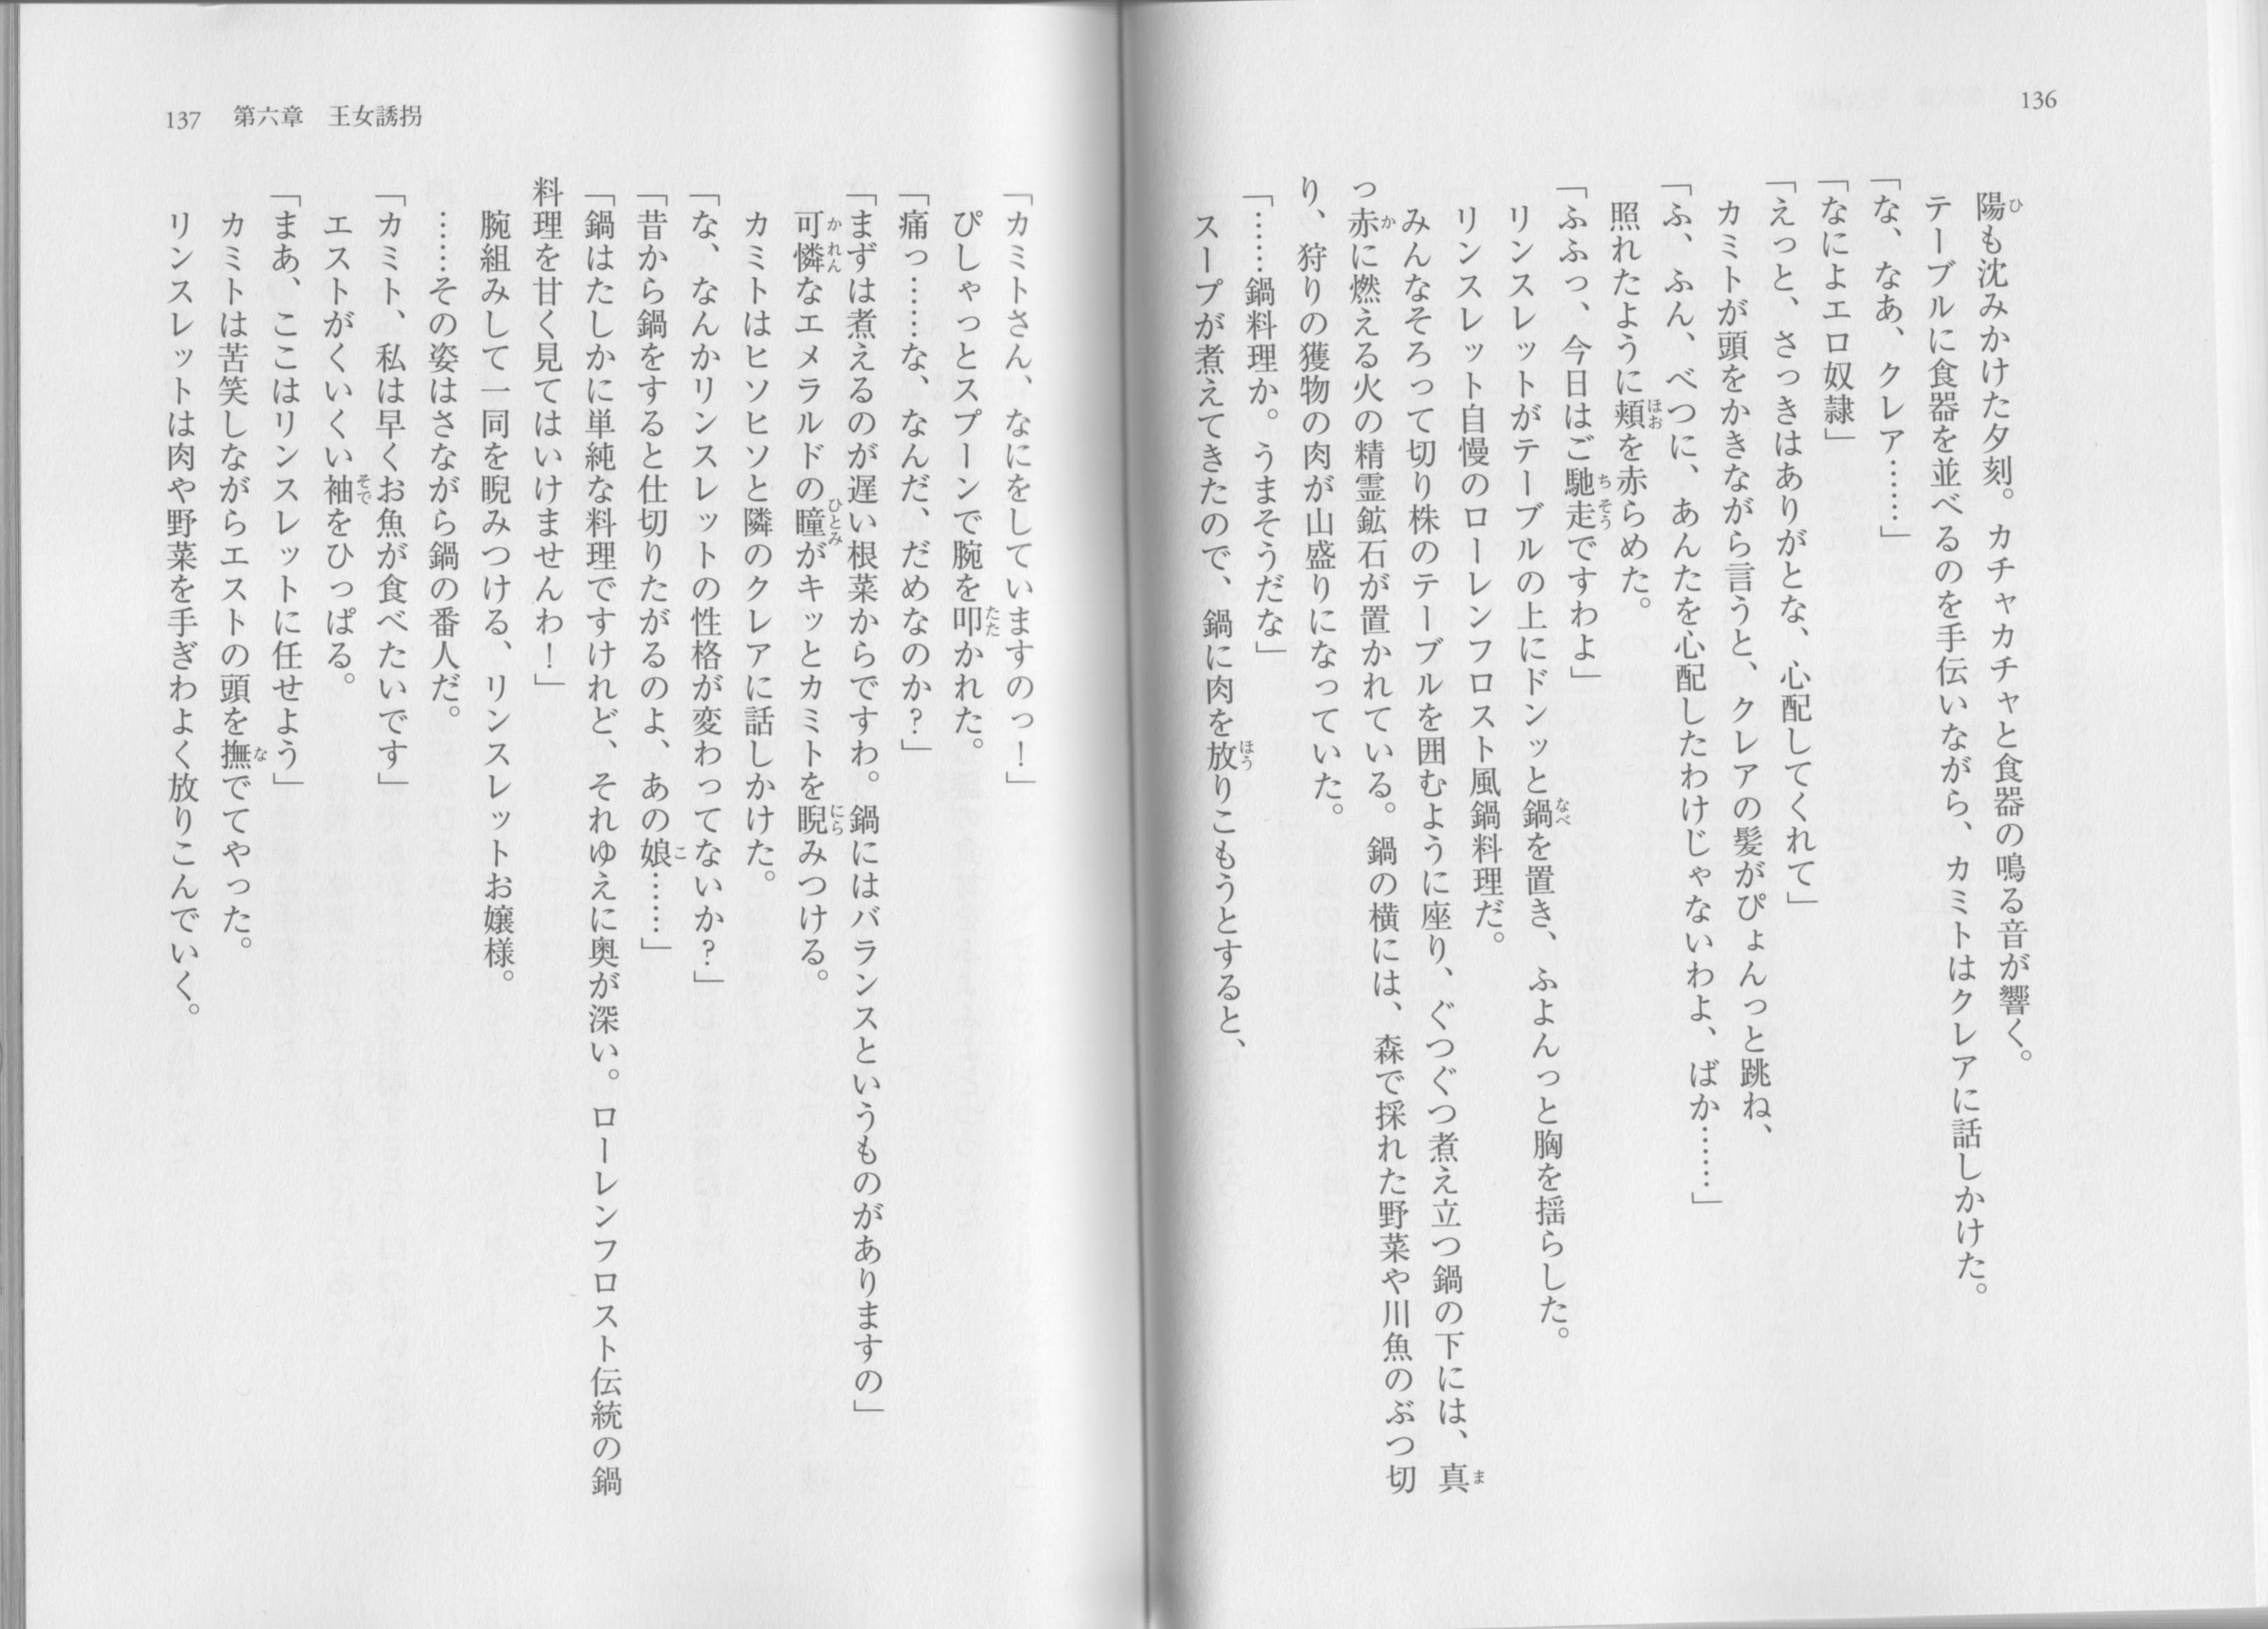 136
陽も沈みかけた夕刻。カチャカチャと食器の鳴る音が響く。
テーブルに食器を並べるのを手伝いながら、カミトはクレアに話しかけた。
「な、なあ、クレア……」
「なによエロ奴隷」
「えっと、さっきはありがとな、心配してくれて」
カミトが頭をかきながら言うと、クレアの髪がぴょんっと跳ね、
「ふ、ふん、べつに、あんたを心配したわけじゃないわよ、ばか……」
照れたように頬を赤らめた。
「ふふっ、今日はご馳走ですわよ」
リンスレットがテーブルの上にドンッと鍋を置き、ふよんっと胸を揺らした。
リンスレット自慢のローレンフロスト風鍋料理だ。
みんなそろって切り株のテーブルを囲むように座り、ぐつぐつ煮え立つ鍋の下には、真
っ赤に燃える火の精霊鉱石が置かれている。鍋の横には、森で採れた野菜や川魚のぶつ切
り、狩りの獲物の肉が山盛りになっていた。
「……鍋料理か。うまそうだな」
スープが煮えてきたので、鍋に肉を放りこもうとすると、
137 第六章 王女誘拐
「カミトさん、なにをしていますのっ！」
ぴしゃっとスプーンで腕を叩かれた。
「痛っ……な、なんだ、だめなのか？」
「まずは煮えるのが遅い根菜からですわ。鍋にはバランスというものがありますの」
可憐なエメラルドの瞳がキッとカミトを睨みつける。
カミトはヒソヒソと隣のクレアに話しかけた。
「な、なんかリンスレットの性格が変わってないか？」
「昔から鍋をすると仕切りたがるのよ、あの娘……」
「鍋はたしかに単純な料理ですけれど、それゆえに奥が深い。ローレンフロスト伝統の鍋
料理を甘く見てはいけませんわ！」
腕組みして一同を睨みつける、リンスレットお嬢様。
……その姿はさながら鍋の番人だ。
「カミト、私は早くお魚が食べたいです」
エストがくいくい袖をひっぱる。
「まあ、ここはリンスレットに任せよう」
カミトは苦笑しながらエストの頭を撫でてやった。
リンスレットは肉や野菜を手ぎわよく放りこんでいく。